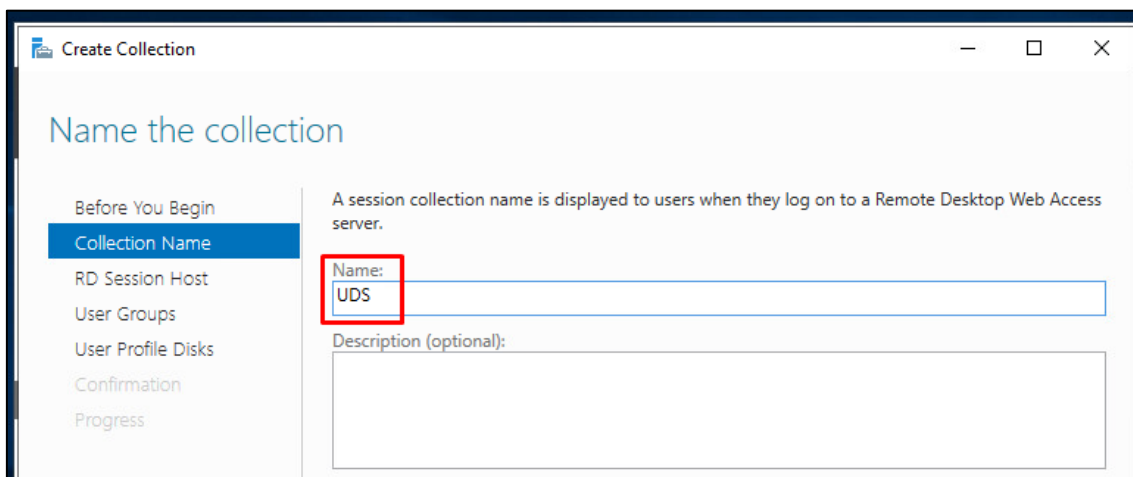 Create Collection
Name the collection
Before You Begin
Collection Name
RD Session Host
User Groups
User Profile Disks
Confirmation
Progress
A session collection name is displayed to users when they log on to a Remote Desktop Web Access
server.
Name:
UDS
Description (optional):